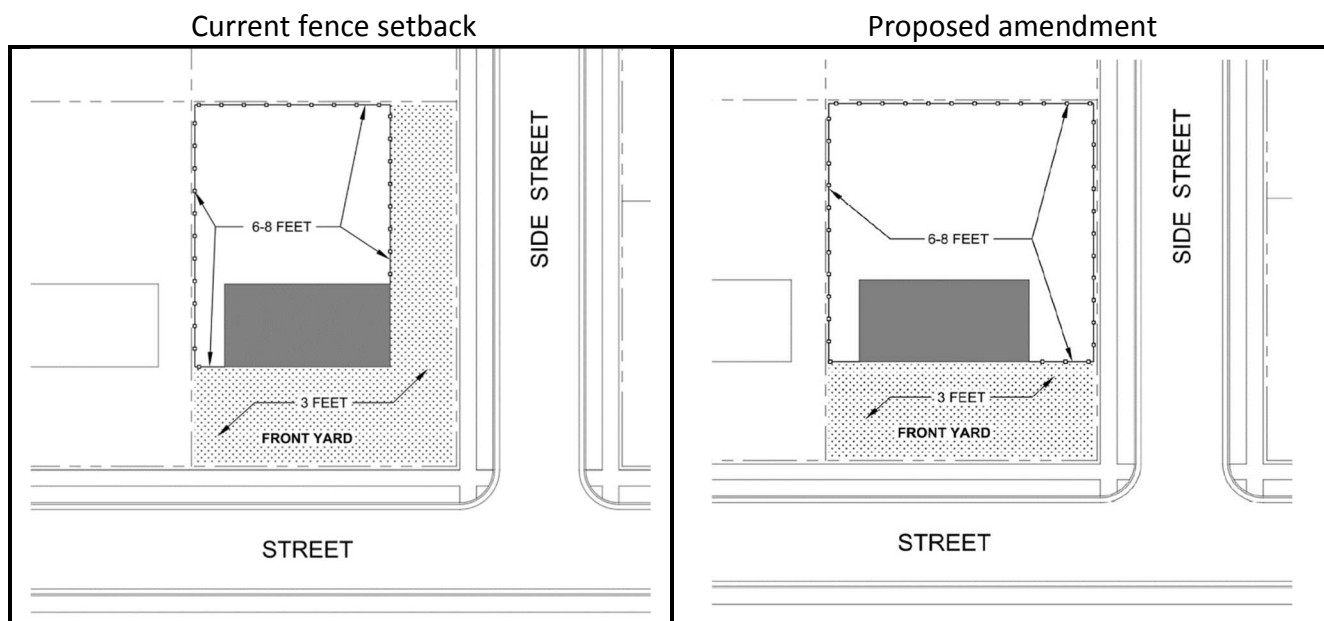 Current fence setback
6-8 FEET
3 FEET
FRONT YARD
SIDE STREET
STREET
Proposed amendment
6-8 FEET
3 FEET
FRONT YARD
SIDE STREET
STREET